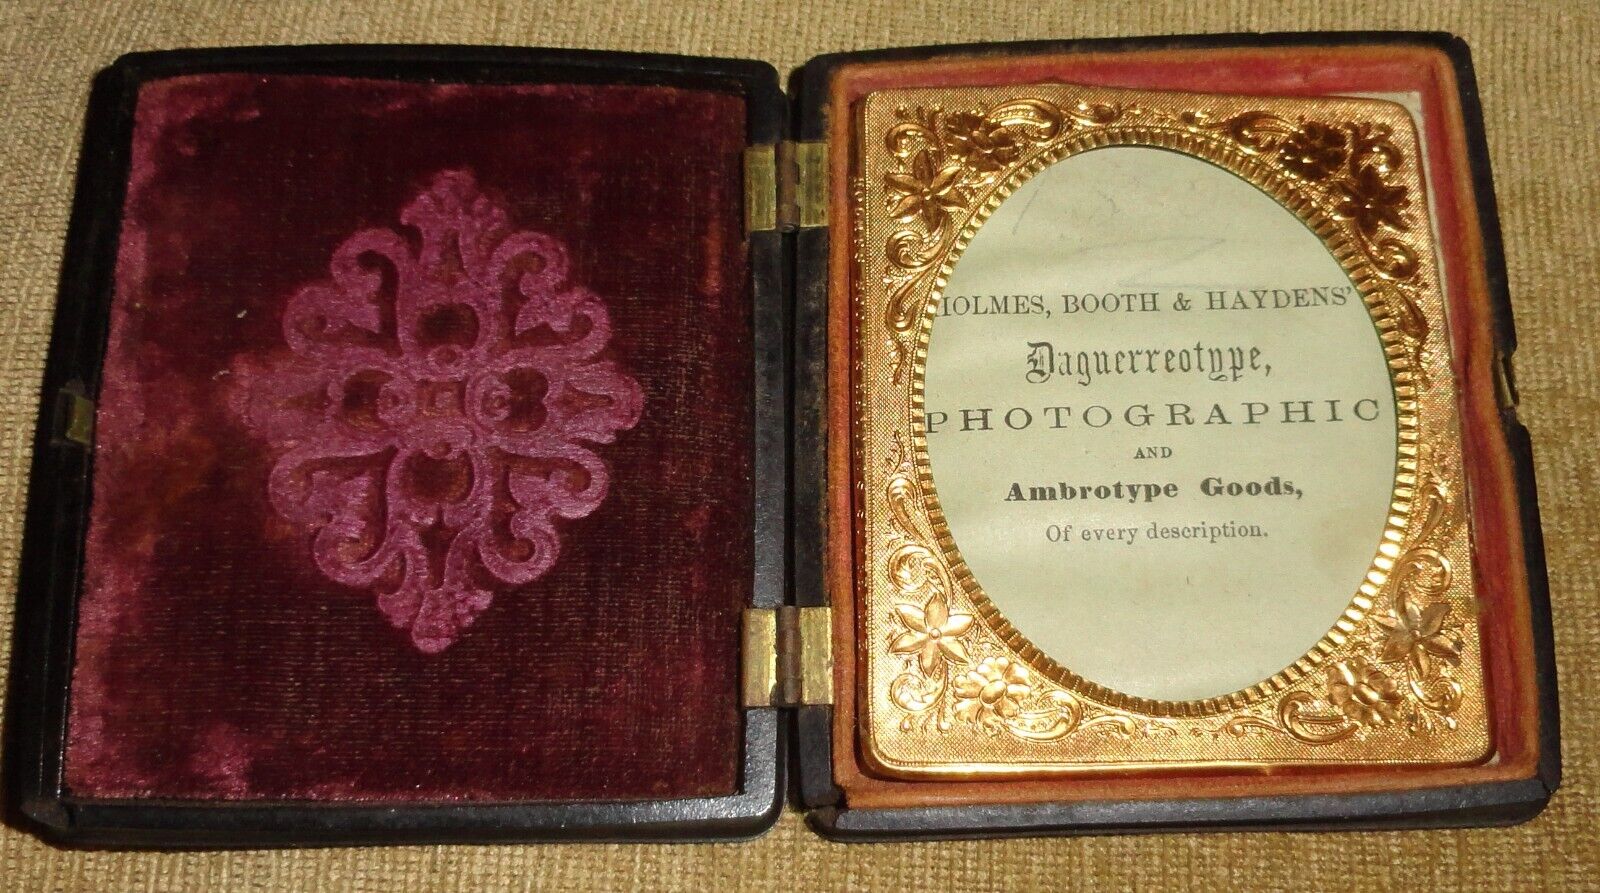 HOLMES, BOOTH & HAYDENS'
Daguerreotype,
PHOTOGRAPHIC
AND
Ambrotype Goods,
Of every description.